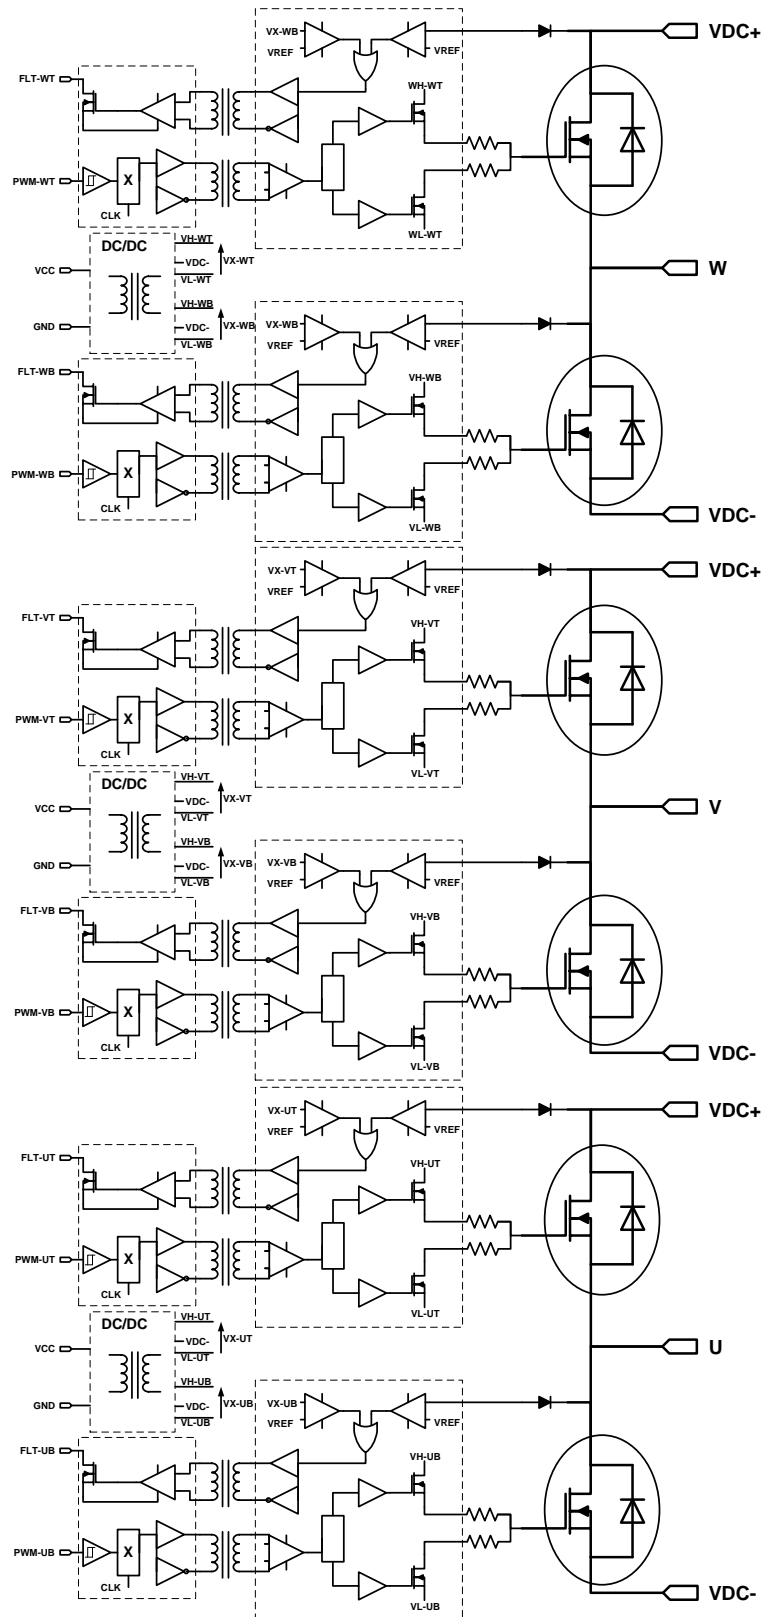 VX-WB
VREF
VREF
VDC+
FLT-WT
WH-WT
PWM-WT
X
CLK
WL-WT
DC/DC
VH-WT
VDC-
VL-WT
VX-WT
VCC
W
VH-WB
VDC-
VL-WB
VX-WB
GND
VX-WB
VREF
VREF
FLT-WB
VH-WB
PWM-WB
X
CLK
VL-WB
VDC-
VX-VT
VREF
VREF
VDC+
FLT-VT
VH-VT
PWM-VT
X
CLK
VL-VT
DC/DC
VH-VT
VDC-
VL-VT
VX-VT
VCC
V
VH-VB
VDC-
VL-VB
VX-VB
GND
VX-VB
VREF
VREF
FLT-VB
VH-VB
PWM-VB
X
CLK
VL-VB
VDC-
VX-UT
VREF
VREF
VDC+
FLT-UT
VH-UT
PWM-UT
X
CLK
VL-UT
DC/DC
VH-UT
VDC-
VL-UT
VX-UT
VCC
U
VH-UB
VDC-
VL-UB
VX-UB
GND
VX-UB
VREF
VREF
FLT-UB
VH-UB
PWM-UB
X
CLK
VL-UB
VDC-